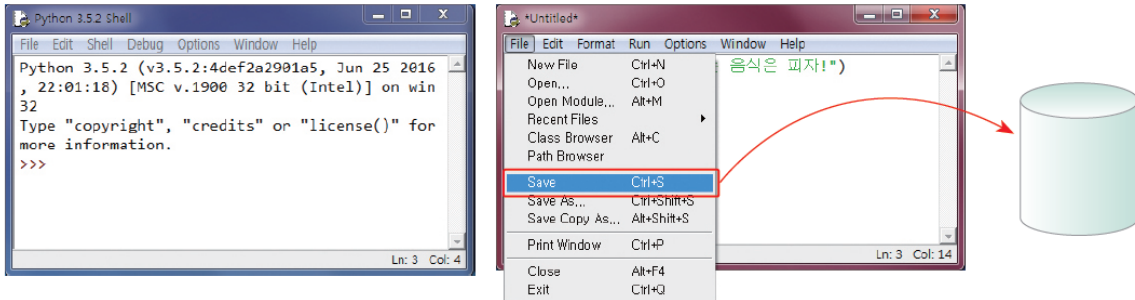 Python 3.5.2 Shell
File Edit Shell Debug Options Window Help
Python 3.5.2 (v3.5.2:4def2a2901a5, Jun 25 2016
, 22:01:18) [MSC v.1900 32 bit (Intel)] on win
32
Type "copyright", "credits" or "license()" for
more information.
>>>
Ln: 3 Col: 4
*Untitled*
File Edit Format Run Options Window Help
음식은 피자!")
New File Ctrl+N
Open... Ctrl+O
Open Module... Alt+M
Recent Files
Class Browser Alt+C
Path Browser
Save Ctrl+S
Save As... Ctrl+Shift+S
Save Copy As... Alt+Shift+S
Print Window Ctrl+P
Close Alt+F4
Exit Ctrl+Q
Ln: 3 Col: 14